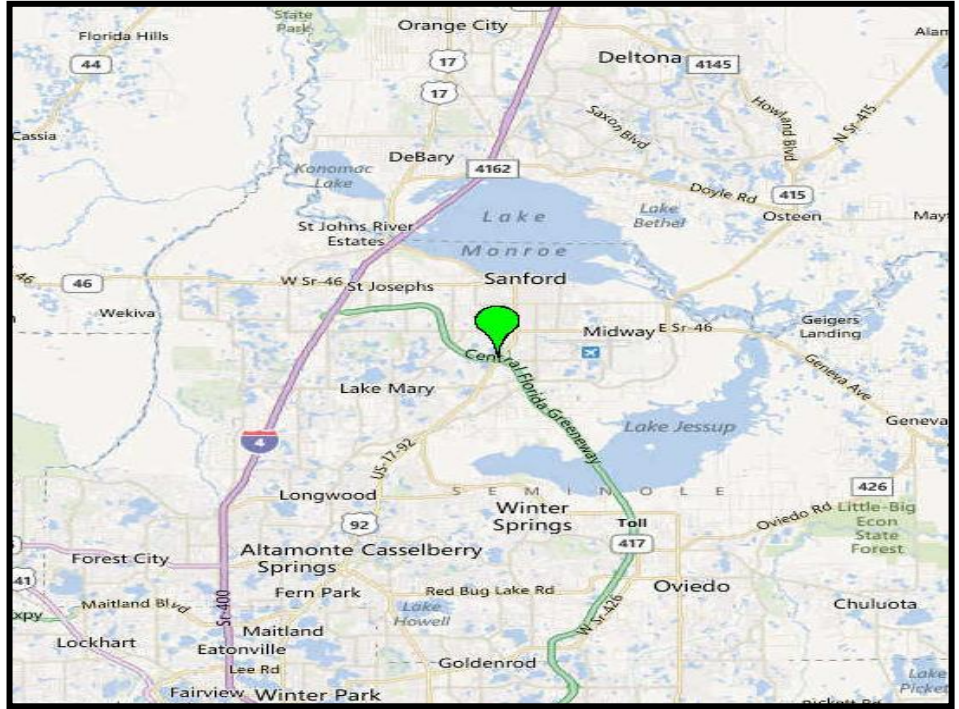 State
Park
Orange City
Florida Hills
Alam
44
17
Deltona
4145
17
Saxon Blvd
Howland Blvd
N Sr-415
Cassia
DeBary
Konomac
Lake
4162
Doyle Rd
415
Lake
Monroe
Lake
Bethel
Osteen
Mayt
St Johns River
Estates
46
46
W Sr-46
St Josephs
Sanford
Wekiva
Midway
E Sr-46
Geigers
Landing
Central Florida Greeneway
Lake Mary
Geneva Ave
Geneva
4
US-17-92
Lake Jessup
Longwood
SEMINOLE
426
92
Winter
Springs
Toll
417
Oviedo Rd
Little-Big
Econ
State
Forest
Forest City
Altamonte
Springs
Casselberry
41
Fern Park
Red Bug Lake Rd
Oviedo
Maitland Blvd
Sr-400
Lake
Howell
W Sr-426
Chuluota
xpy
Lockhart
Maitland
Eatonville
Lee Rd
Goldenrod
Fairview
Winter Park
Lake
Picket